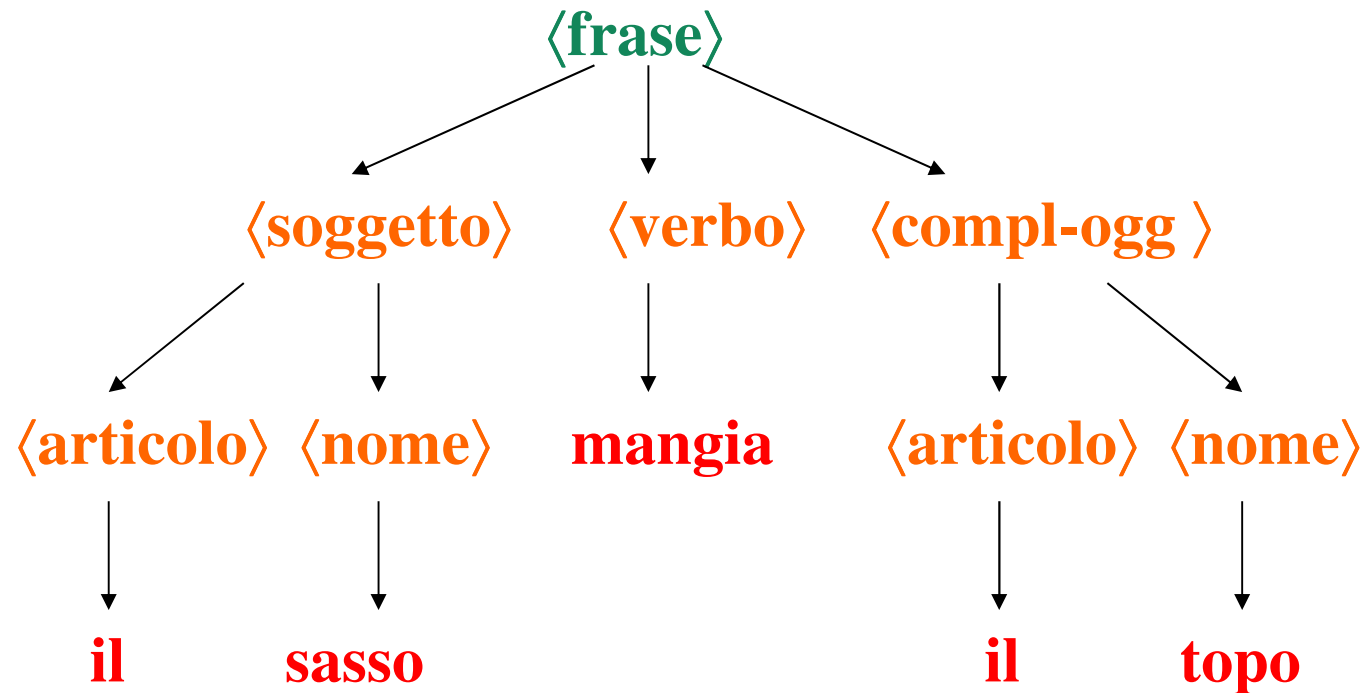 ⟨frase⟩
⟨soggetto⟩ ⟨verbo⟩ ⟨compl-ogg ⟩
⟨articolo⟩ ⟨nome⟩ mangia ⟨articolo⟩ ⟨nome⟩
il sasso il topo